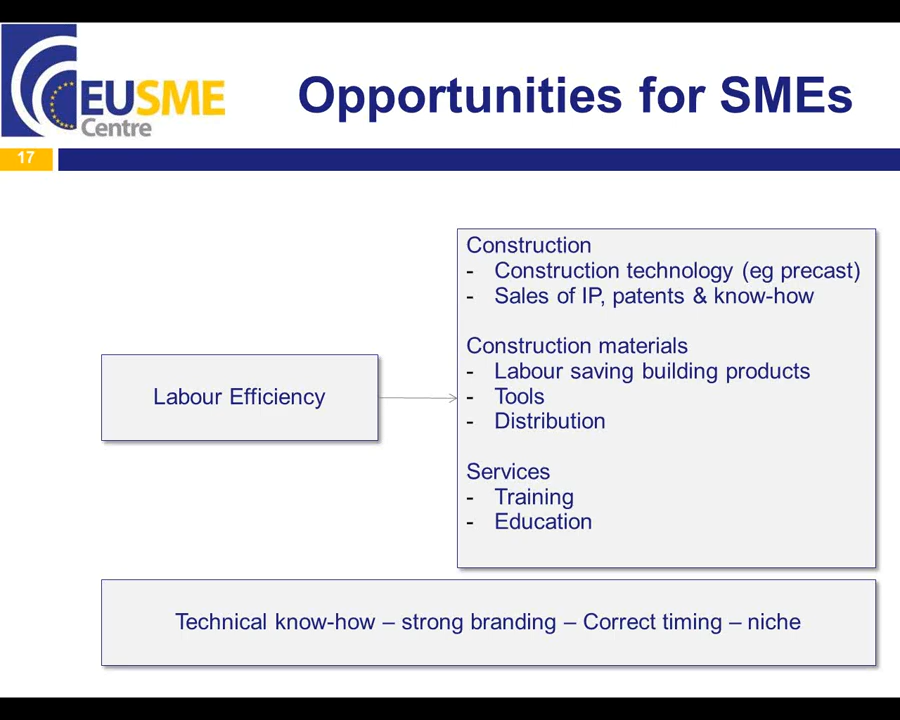 EUSME
Centre
Opportunities for SMEs
17
Construction
- Construction technology (eg precast)
- Sales of IP, patents & know-how
Construction materials
- Labour saving building products
- Tools
- Distribution
Services
- Training
- Education
Labour Efficiency
Technical know-how – strong branding – Correct timing – niche